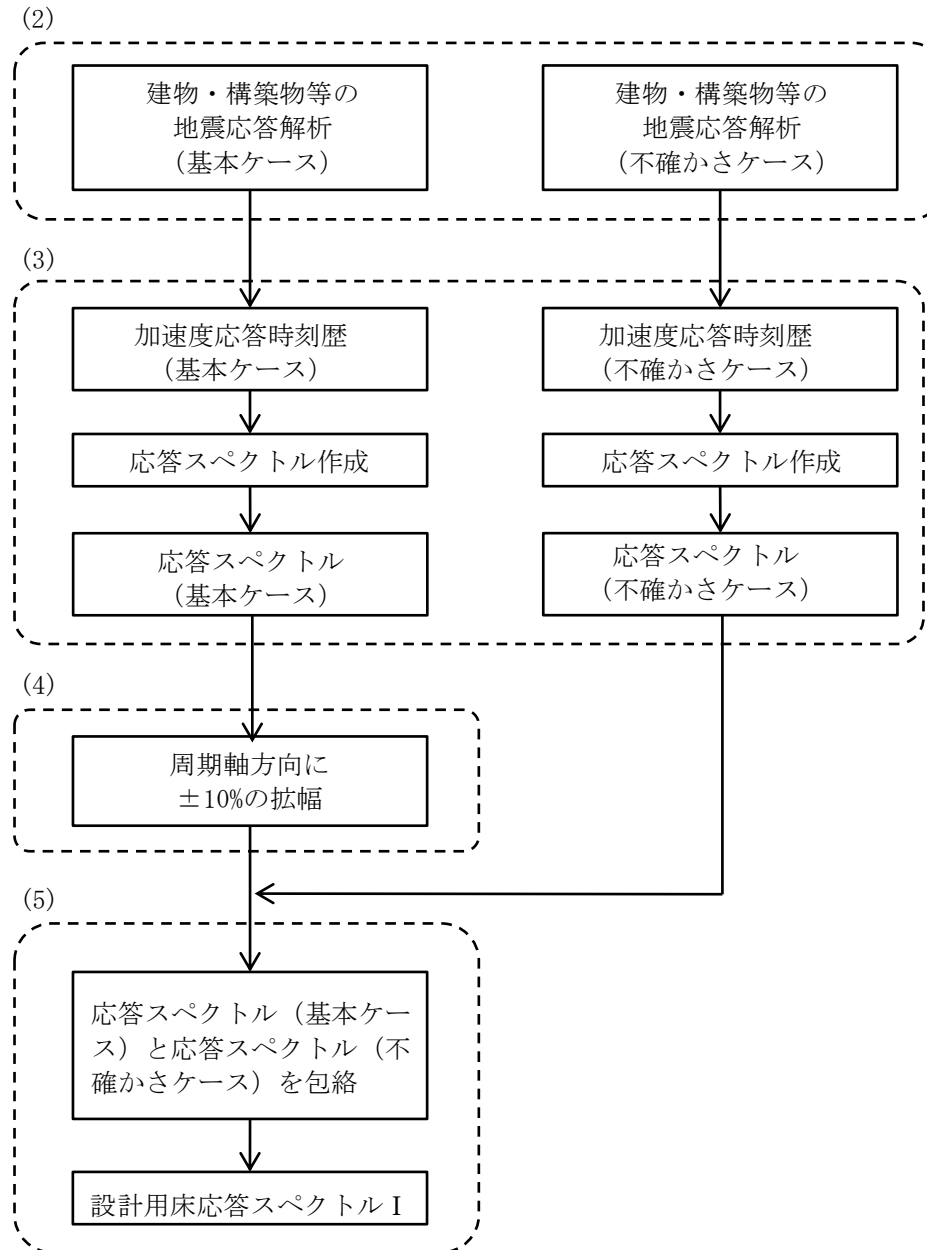 (2)
建物・構築物等の
地震応答解析
（基本ケース）
建物・構築物等の
地震応答解析
（不確かさケース）
(3)
加速度応答時刻歴
（基本ケース）
加速度応答時刻歴
（不確かさケース）
応答スペクトル作成
応答スペクトル作成
応答スペクトル
（基本ケース）
応答スペクトル
（不確かさケース）
(4)
周期軸方向に
±10%の拡幅
(5)
応答スペクトル（基本ケー
ス）と応答スペクトル（不
確かさケース）を包絡
設計用床応答スペクトルⅠ